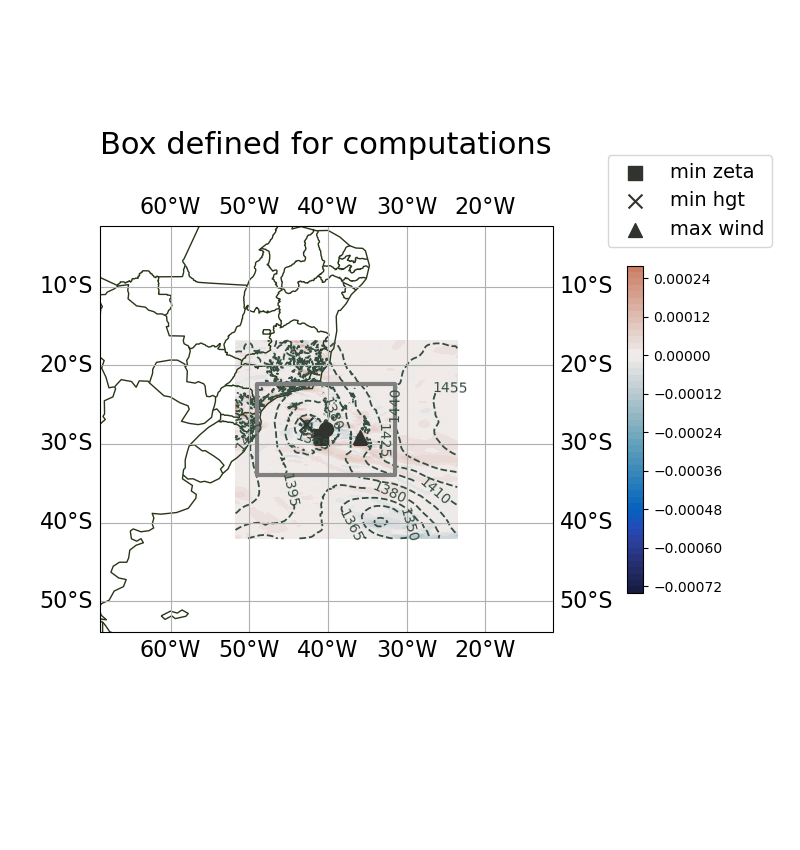 Box defined for computations
min zeta
min hgt
max wind
60°W 50°W 40°W 30°W 20°W
10°S 10°S
20°S 20°S
30°S 30°S
40°S 40°S
50°S 50°S
60°W 50°W 40°W 30°W 20°W
1455
1440
1425
1395
1380
1410
1365
1350
0.00024
0.00012
0.00000
−0.00012
−0.00024
−0.00036
−0.00048
−0.00060
−0.00072